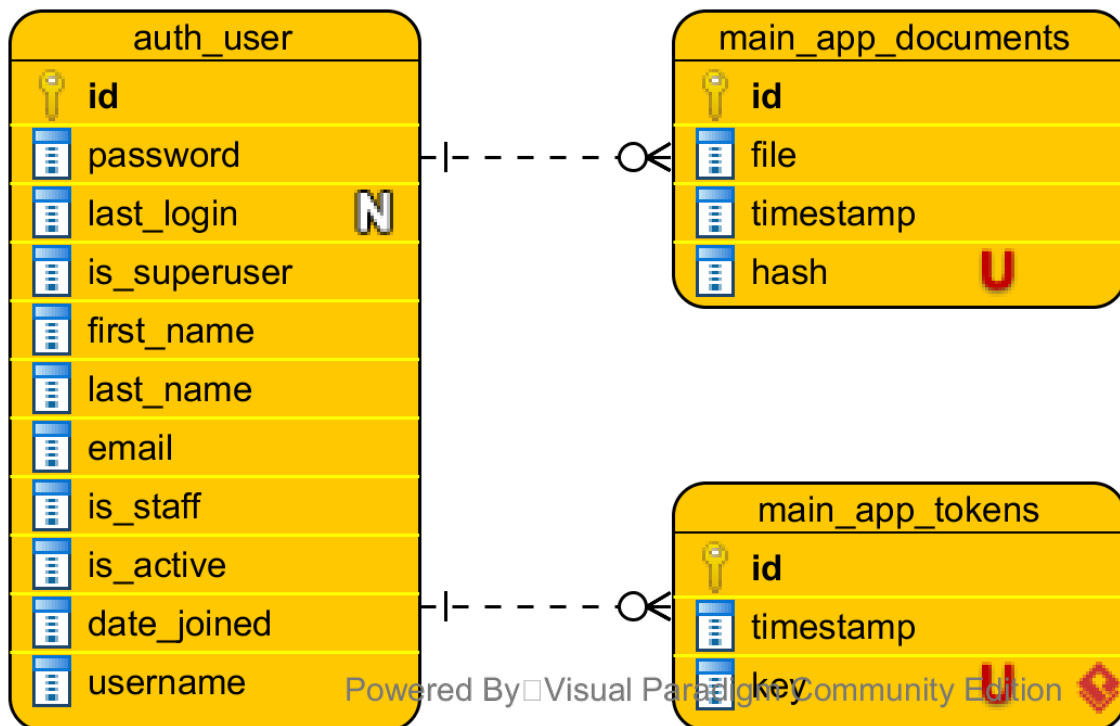 auth_user
id
password
last_login N
is_superuser
first_name
last_name
email
is_staff
is_active
date_joined
username
main_app_documents
id
file
timestamp
hash U
main_app_tokens
id
timestamp
key U
Powered By□Visual Paradigm Community Edition